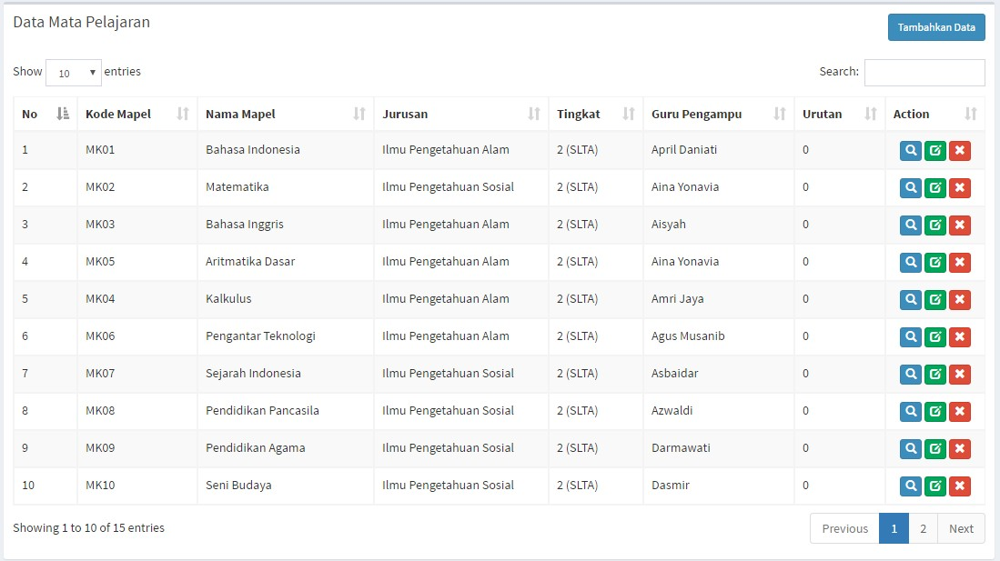 Data Mata Pelajaran
Tambahkan Data
Show 10 entries
Search:
No Kode Mapel Nama Mapel Jurusan Tingkat Guru Pengampu Urutan Action
1 MK01 Bahasa Indonesia Ilmu Pengetahuan Alam 2 (SLTA) April Daniati 0
2 MK02 Matematika Ilmu Pengetahuan Sosial 2 (SLTA) Aina Yonavia 0
3 MK03 Bahasa Inggris Ilmu Pengetahuan Alam 2 (SLTA) Aisyah 0
4 MK05 Aritmatika Dasar Ilmu Pengetahuan Alam 2 (SLTA) Aina Yonavia 0
5 MK04 Kalkulus Ilmu Pengetahuan Alam 2 (SLTA) Amri Jaya 0
6 MK06 Pengantar Teknologi Ilmu Pengetahuan Alam 2 (SLTA) Agus Musanib 0
7 MK07 Sejarah Indonesia Ilmu Pengetahuan Sosial 2 (SLTA) Asbaidar 0
8 MK08 Pendidikan Pancasila Ilmu Pengetahuan Sosial 2 (SLTA) Azwaldi 0
9 MK09 Pendidikan Agama Ilmu Pengetahuan Sosial 2 (SLTA) Darmawati 0
10 MK10 Seni Budaya Ilmu Pengetahuan Sosial 2 (SLTA) Dasmir 0
Showing 1 to 10 of 15 entries
Previous 1 2 Next